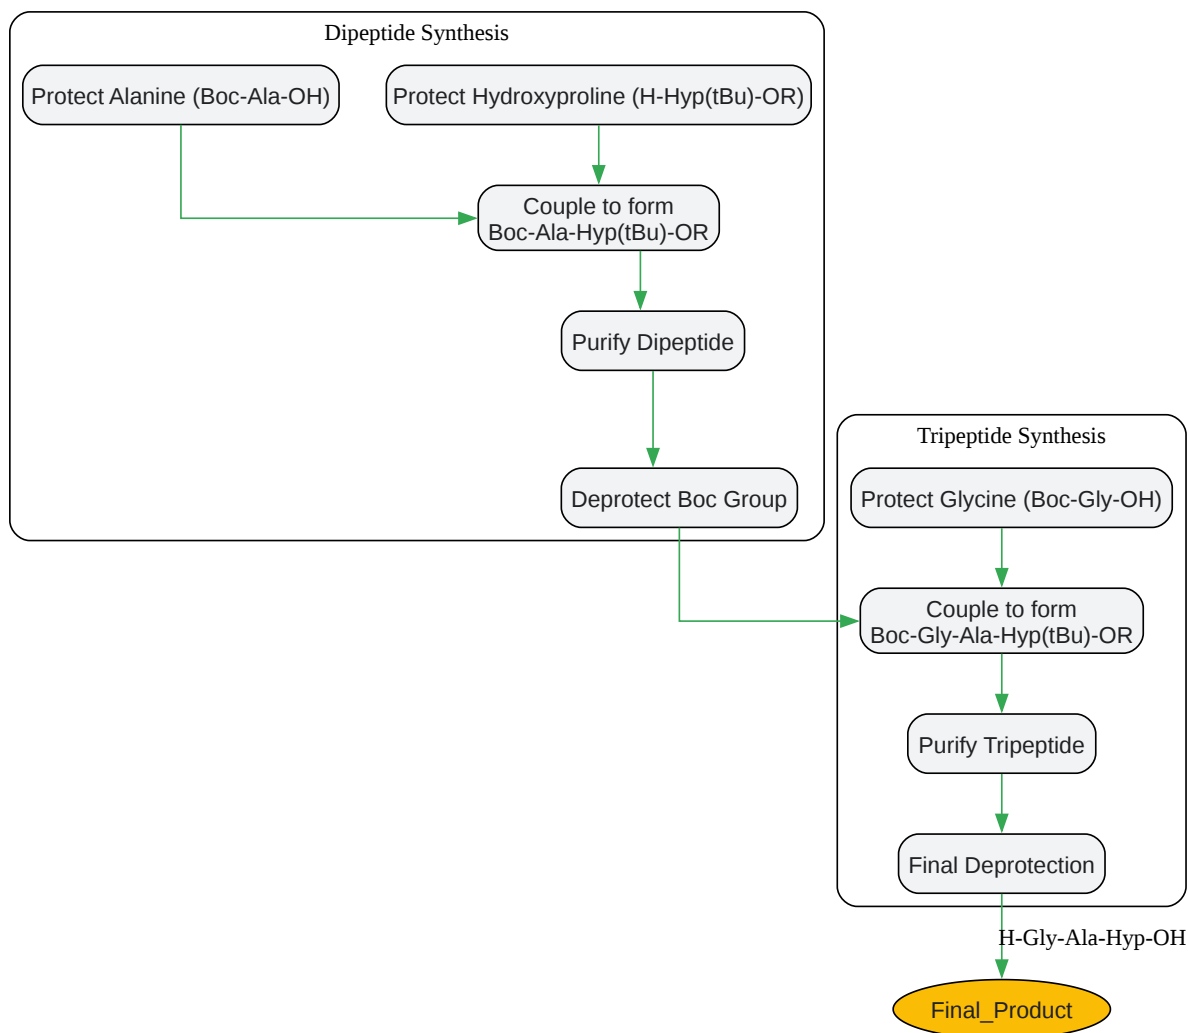 Dipeptide Synthesis
Protect Alanine (Boc-Ala-OH)
Protect Hydroxyproline (H-Hyp(tBu)-OR)
Couple to form
Boc-Ala-Hyp(tBu)-OR
Purify Dipeptide
Deprotect Boc Group
Tripeptide Synthesis
Protect Glycine (Boc-Gly-OH)
Couple to form
Boc-Gly-Ala-Hyp(tBu)-OR
Purify Tripeptide
Final Deprotection
H-Gly-Ala-Hyp-OH
Final_Product